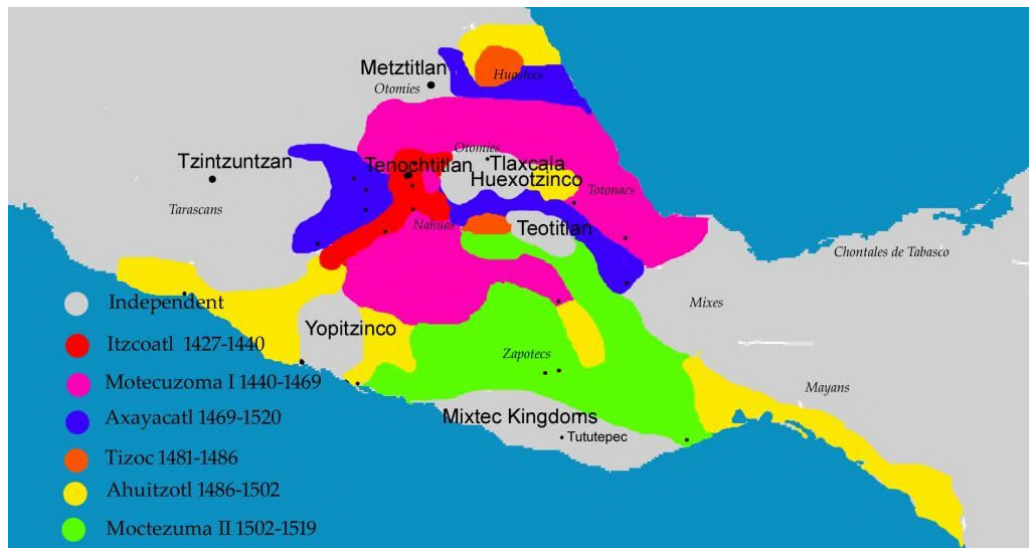 Metztitlan
Otomies
Huastecs
Tzintzuntzan
Tarascans
Otomies
Tenochtitlan
Tlaxcala
Huexotzinco
Totonacs
Nahuas
Teotitlan
Chontales de Tabasco
Mixes
Yopitzinco
Zapotecs
Mayans
Mixtec Kingdoms
Tututepec
Independent
Itzcoatl 1427-1440
Motecuzoma I 1440-1469
Axayacatl 1469-1520
Tizoc 1481-1486
Ahuitzotl 1486-1502
Moctezuma II 1502-1519